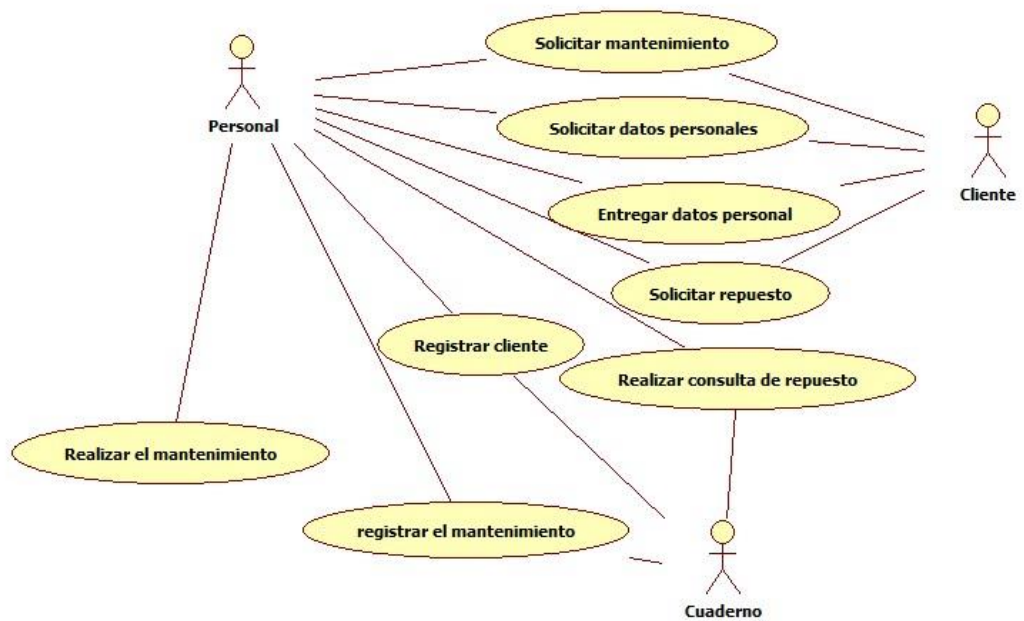 Solicitar mantenimiento
Personal
Solicitar datos personales
Cliente
Entregar datos personal
Solicitar repuesto
Registrar cliente
Realizar consulta de repuesto
Realizar el mantenimiento
registrar el mantenimiento
Cuaderno